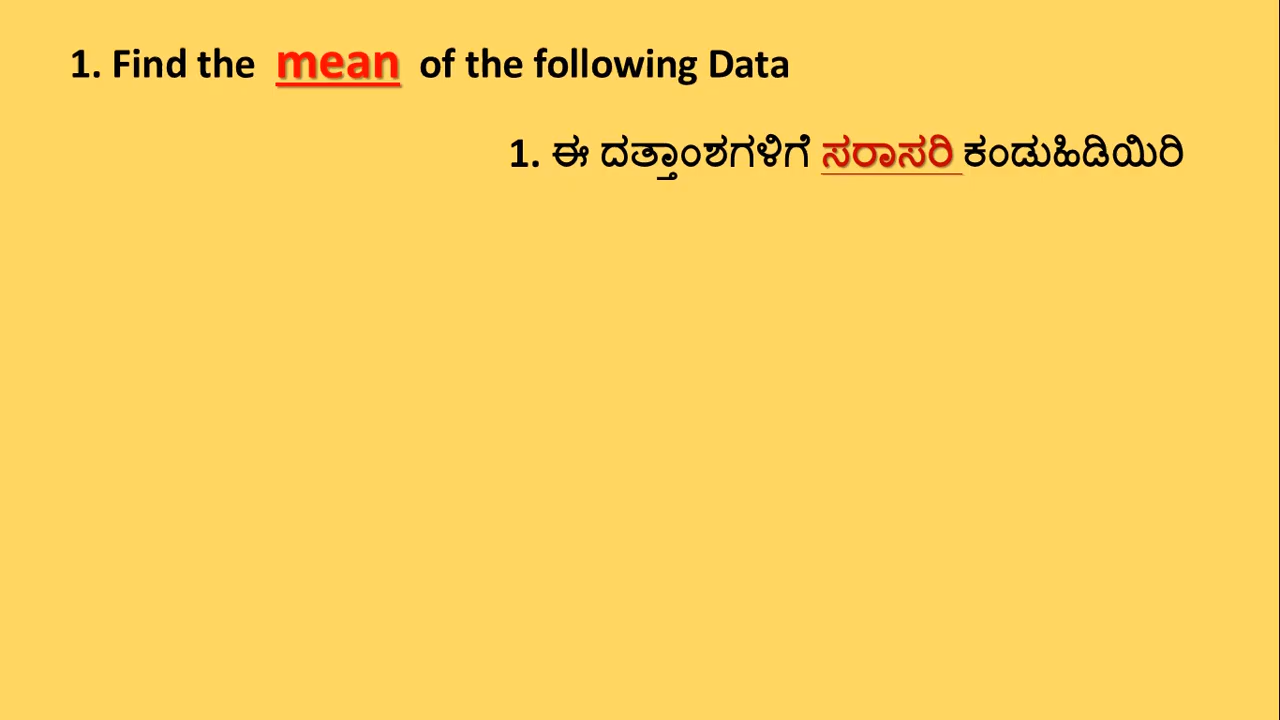 1. Find the mean of the following Data
1. ಈ ದತ್ತಾಂಶಗಳಿಗೆ ಸರಾಸರಿ ಕಂಡುಹಿಡಿಯಿರಿ